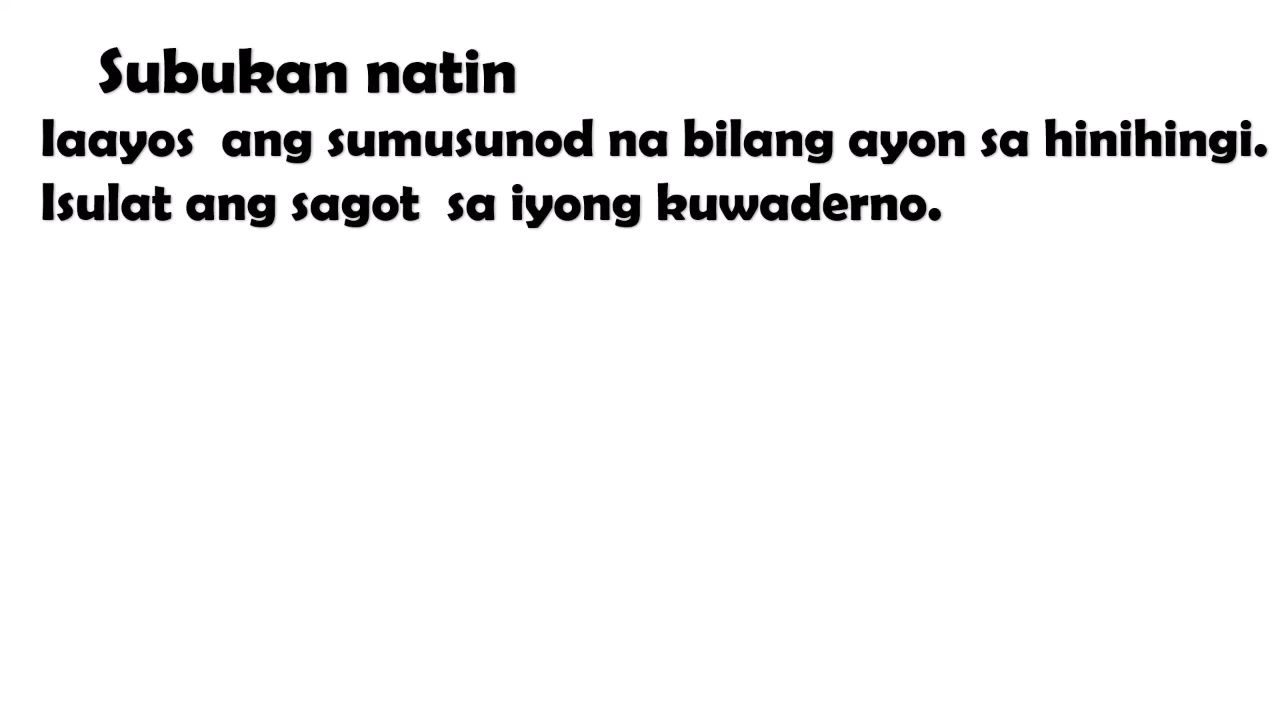 Subukan natin
Iaayos ang sumusunod na bilang ayon sa hinihingi.
Isulat ang sagot sa iyong kuwaderno.